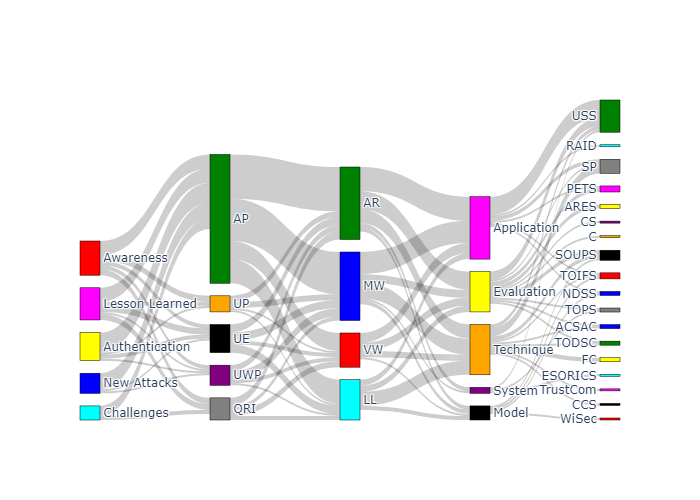 Awareness
Lesson Learned
Authentication
New Attacks
Challenges
AP
UP
UE
UWP
QRI
AR
MW
VW
LL
Application
Evaluation
Technique
System
Model
USS
RAID
SP
PETS
ARES
CS
C
SOUPS
TOIFS
NDSS
TOPS
ACSAC
TODSC
FC
ESORICS
TrustCom
CCS
WiSec